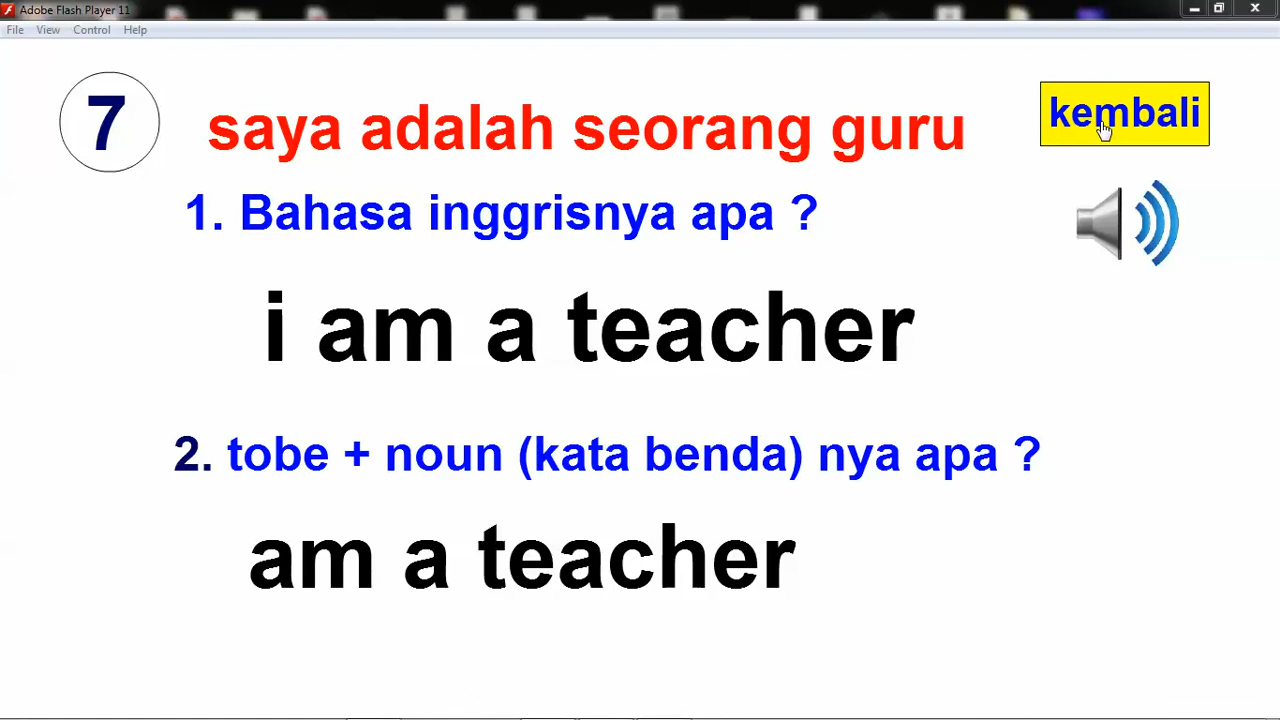 Adobe Flash Player 11
File View Control Help
7
saya adalah seorang guru
kembali
1. Bahasa inggrisnya apa ?
i am a teacher
2. tobe + noun (kata benda) nya apa ?
am a teacher